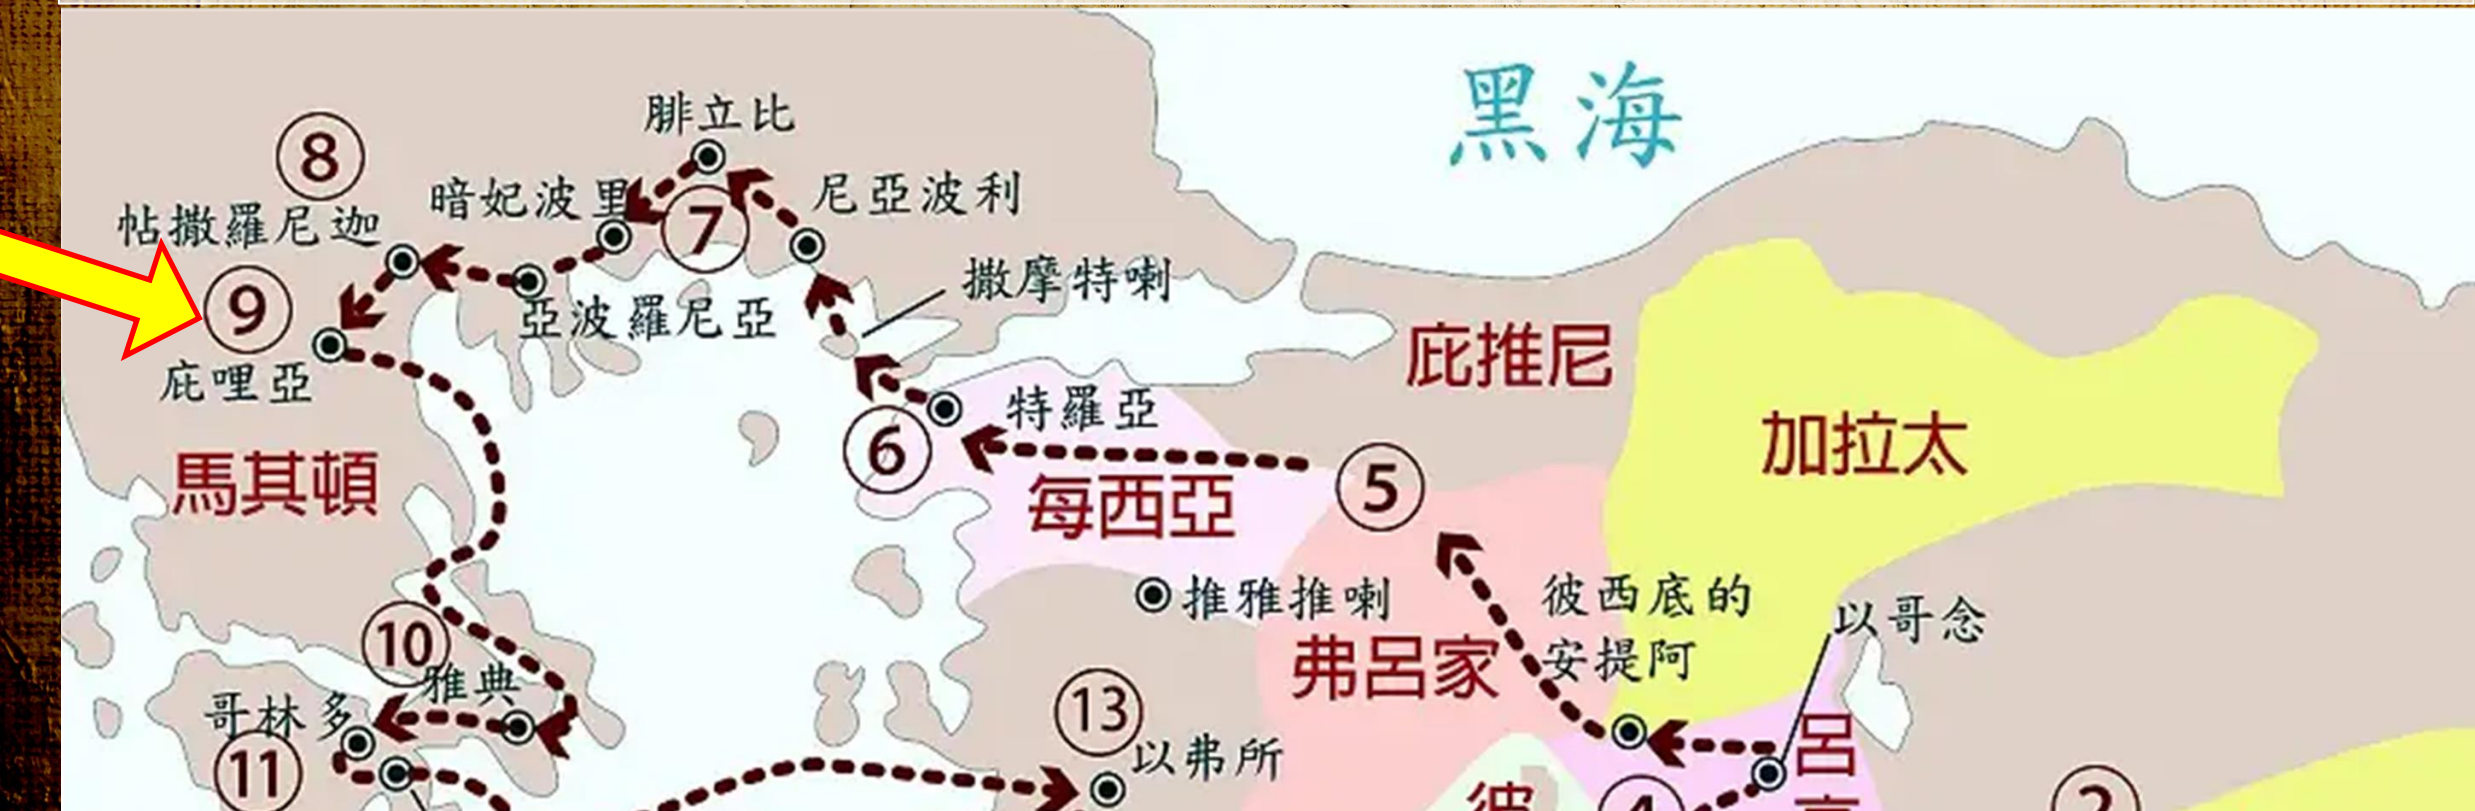 黑海
腓立比
⑧
暗妃波里
尼亞波利
帖撒羅尼迦
⑦
撒摩特喇
⑨
亞波羅尼亞
庇推尼
庇哩亞
特羅亞
加拉太
⑥
馬其頓
⑤
每西亞
推雅推喇
彼西底的
安提阿
以哥念
⑩
弗呂家
雅典
哥林多
⑬
以弗所
呂
⑪
彼
④
②